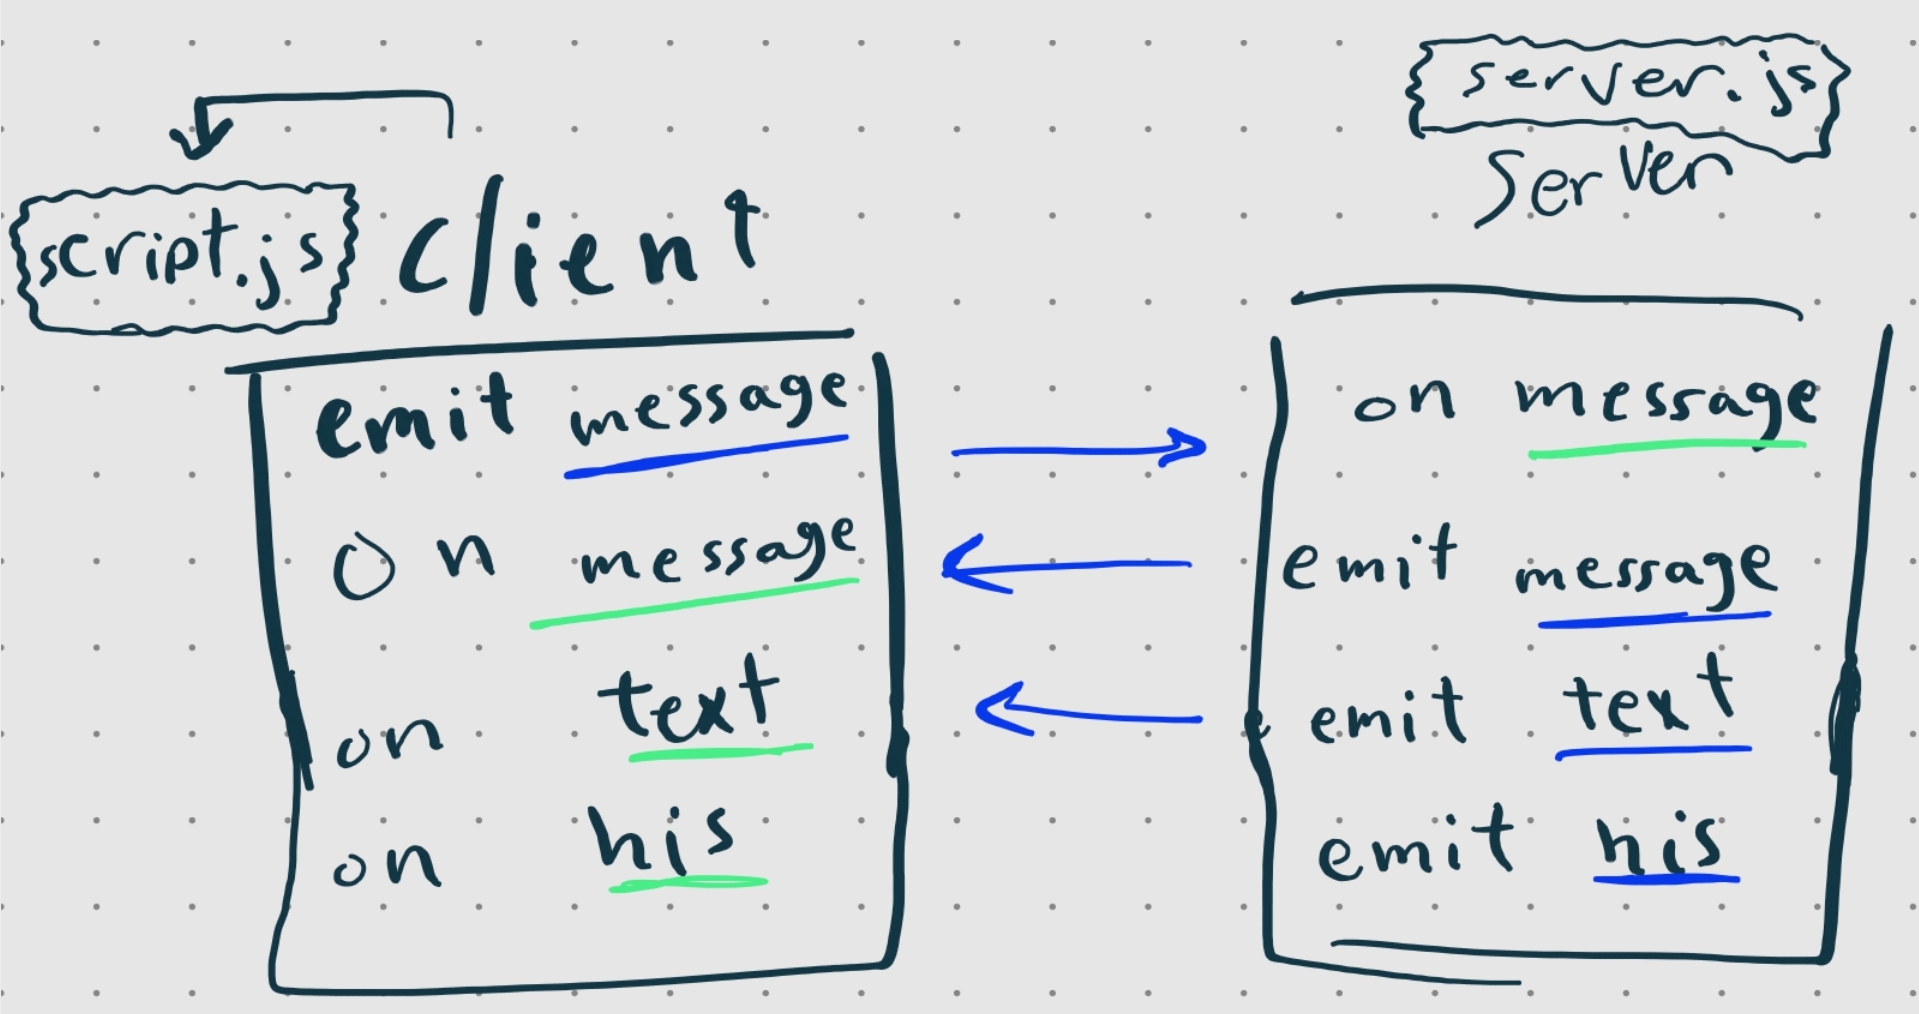 server.js
server
script.js
client
emit message
on message
on text
on his
on message
emit message
emit text
emit his